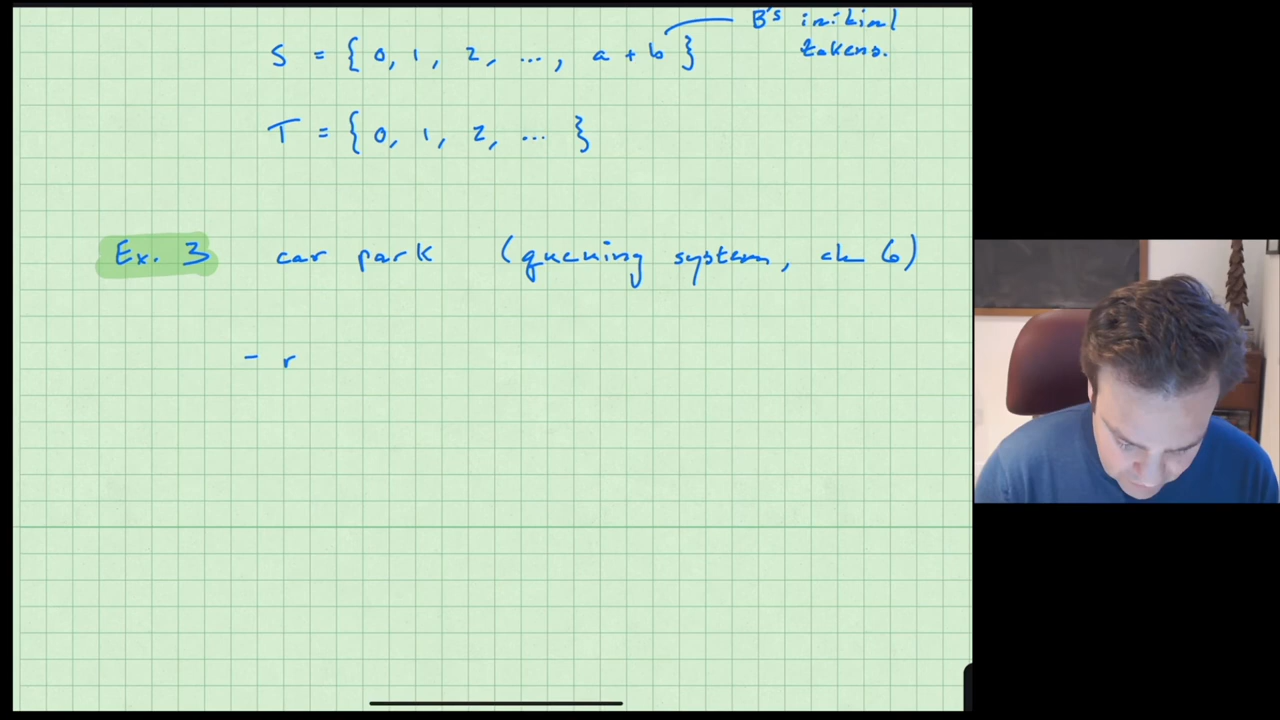 B's initial
S = { 0, 1, 2, ..., a + b } tokens.
T = { 0, 1, 2, ... }
Ex. 3 car park (queuing system, ch 6)
- r